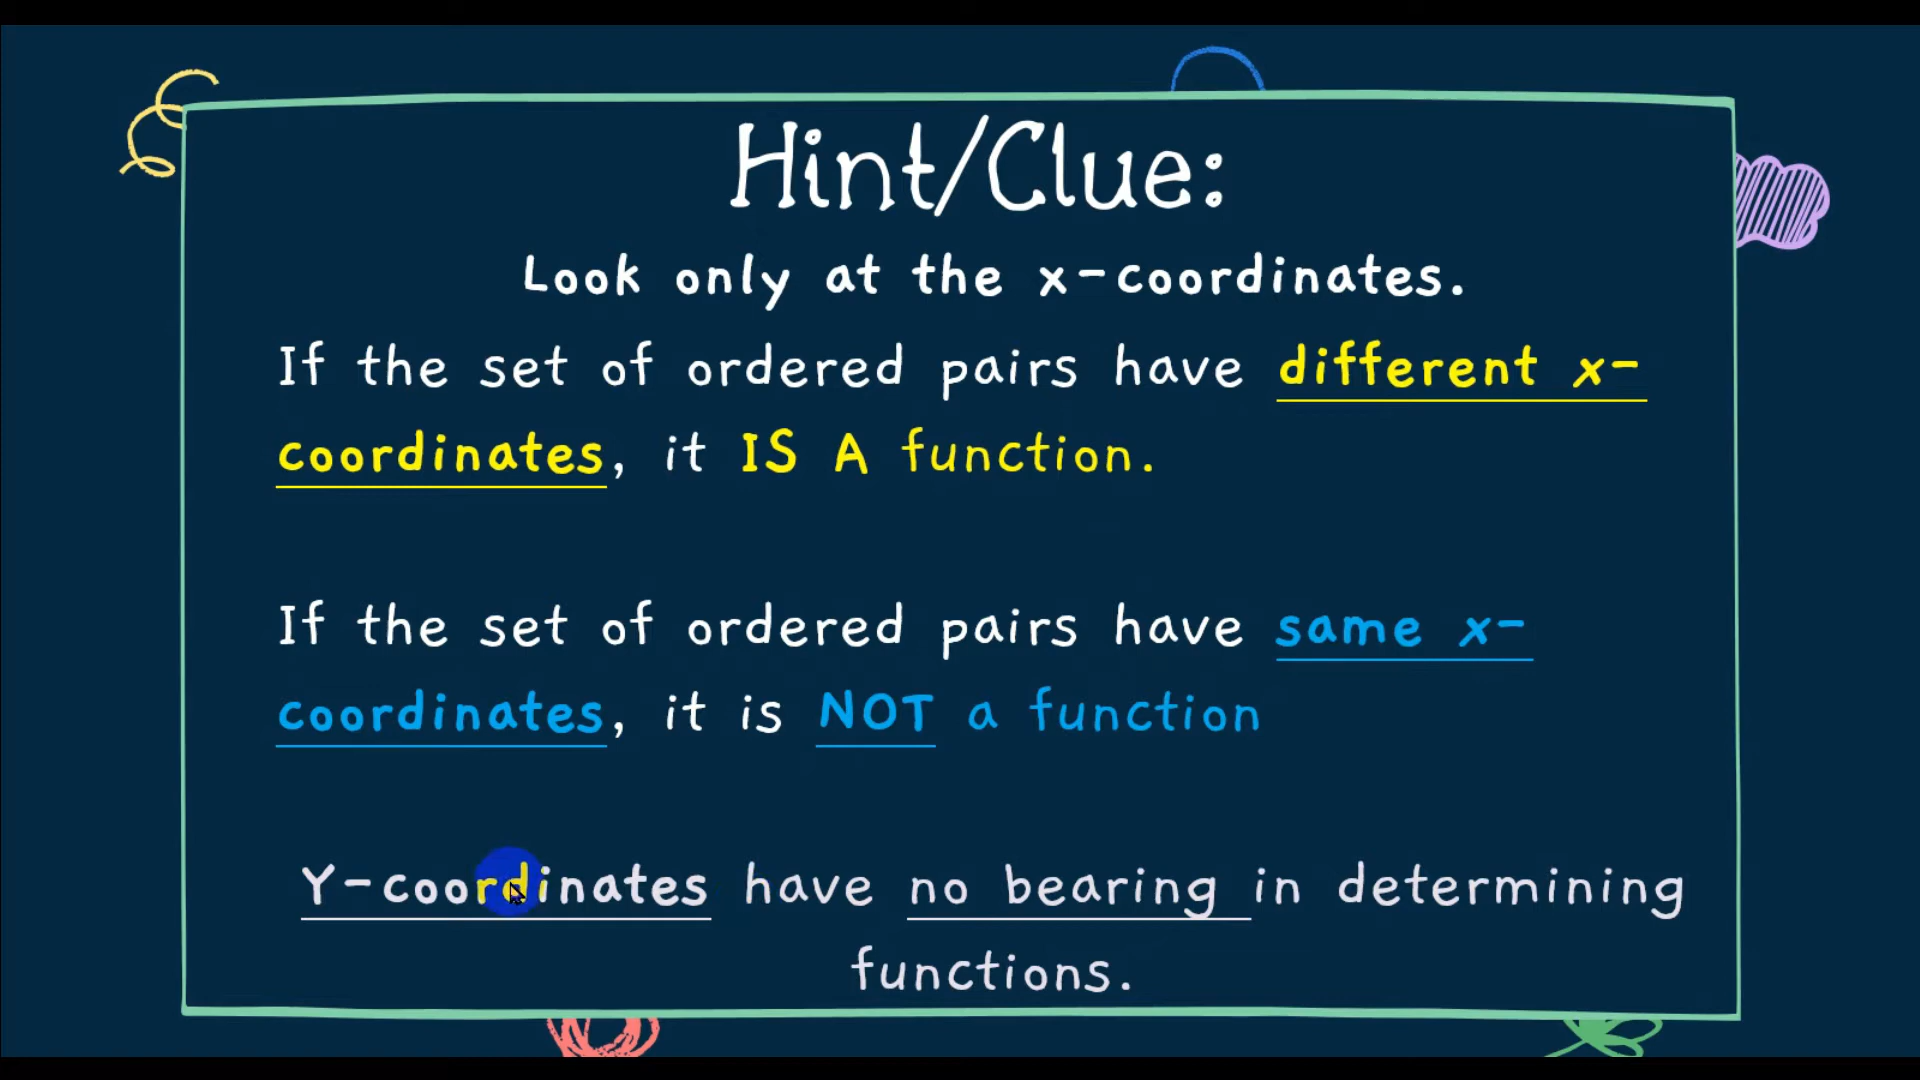 Hint/Clue:
Look only at the x-coordinates.
If the set of ordered pairs have different x-
coordinates, it IS A function.
If the set of ordered pairs have same x-
coordinates, it is NOT a function
Y-coordinates have no bearing in determining
functions.